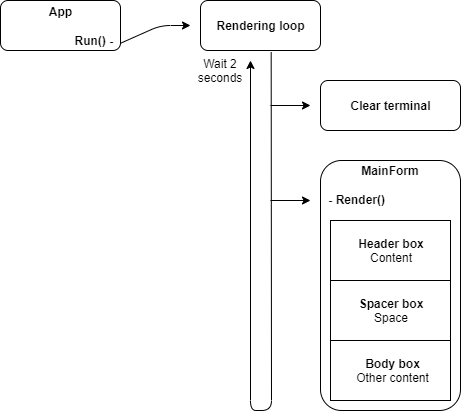 App
Run() -
Rendering loop
Wait 2
seconds
Clear terminal
MainForm
- Render()
Header box
Content
Spacer box
Space
Body box
Other content